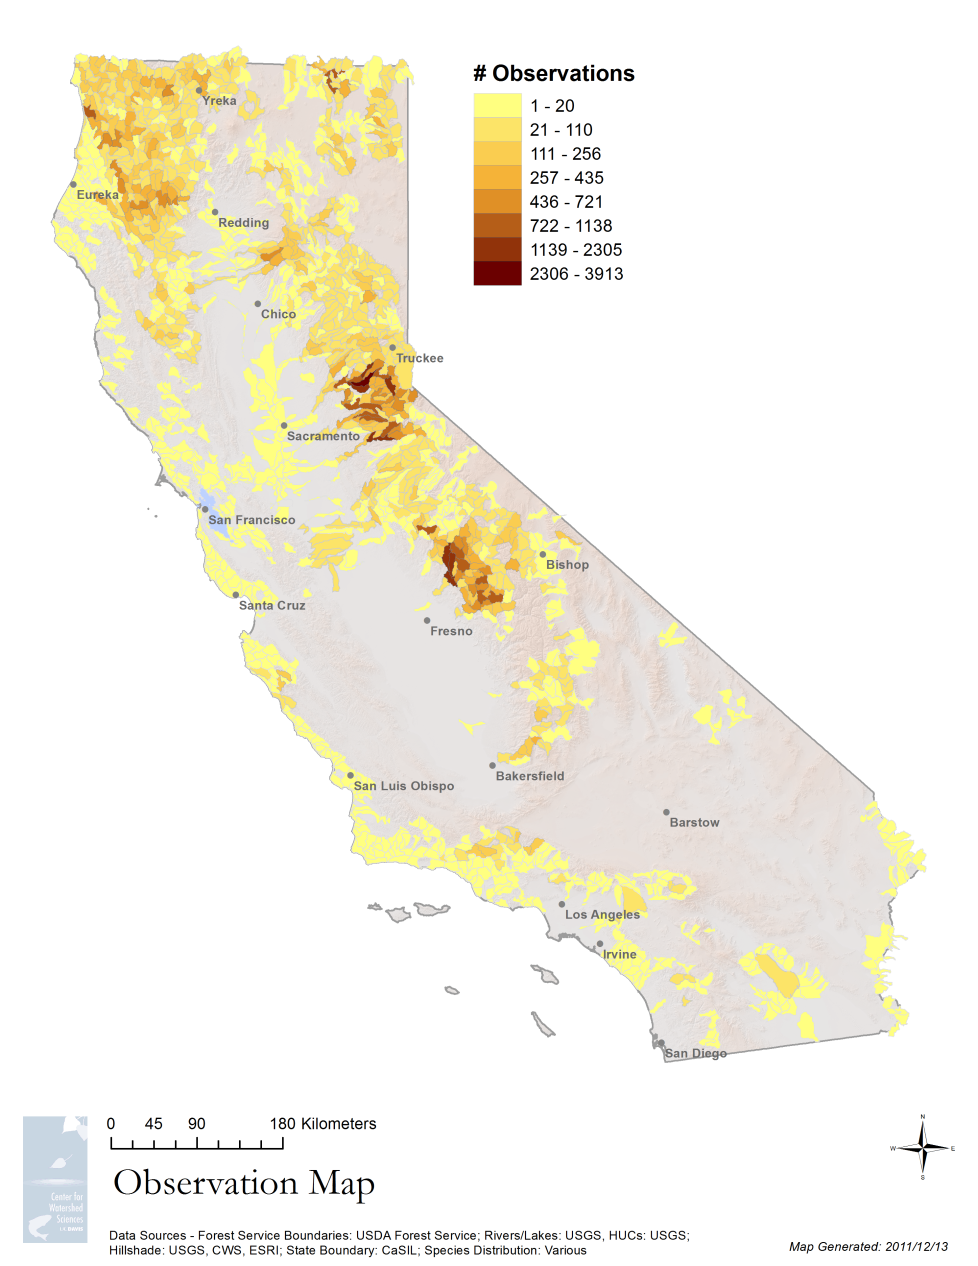 # Observations
1 - 20
21 - 110
111 - 256
257 - 435
436 - 721
722 - 1138
1139 - 2305
2306 - 3913
Yreka
Eureka
Redding
Chico
Truckee
Sacramento
San Francisco
Bishop
Santa Cruz
Fresno
Bakersfield
San Luis Obispo
Barstow
Los Angeles
Irvine
San Diego
0 45 90 180 Kilometers
Observation Map
Center for
Watershed
Sciences
UC DAVIS
N
W E
S
Data Sources - Forest Service Boundaries: USDA Forest Service; Rivers/Lakes: USGS, HUCs: USGS;
Hillshade: USGS, CWS, ESRI; State Boundary: CaSIL; Species Distribution: Various
Map Generated: 2011/12/13